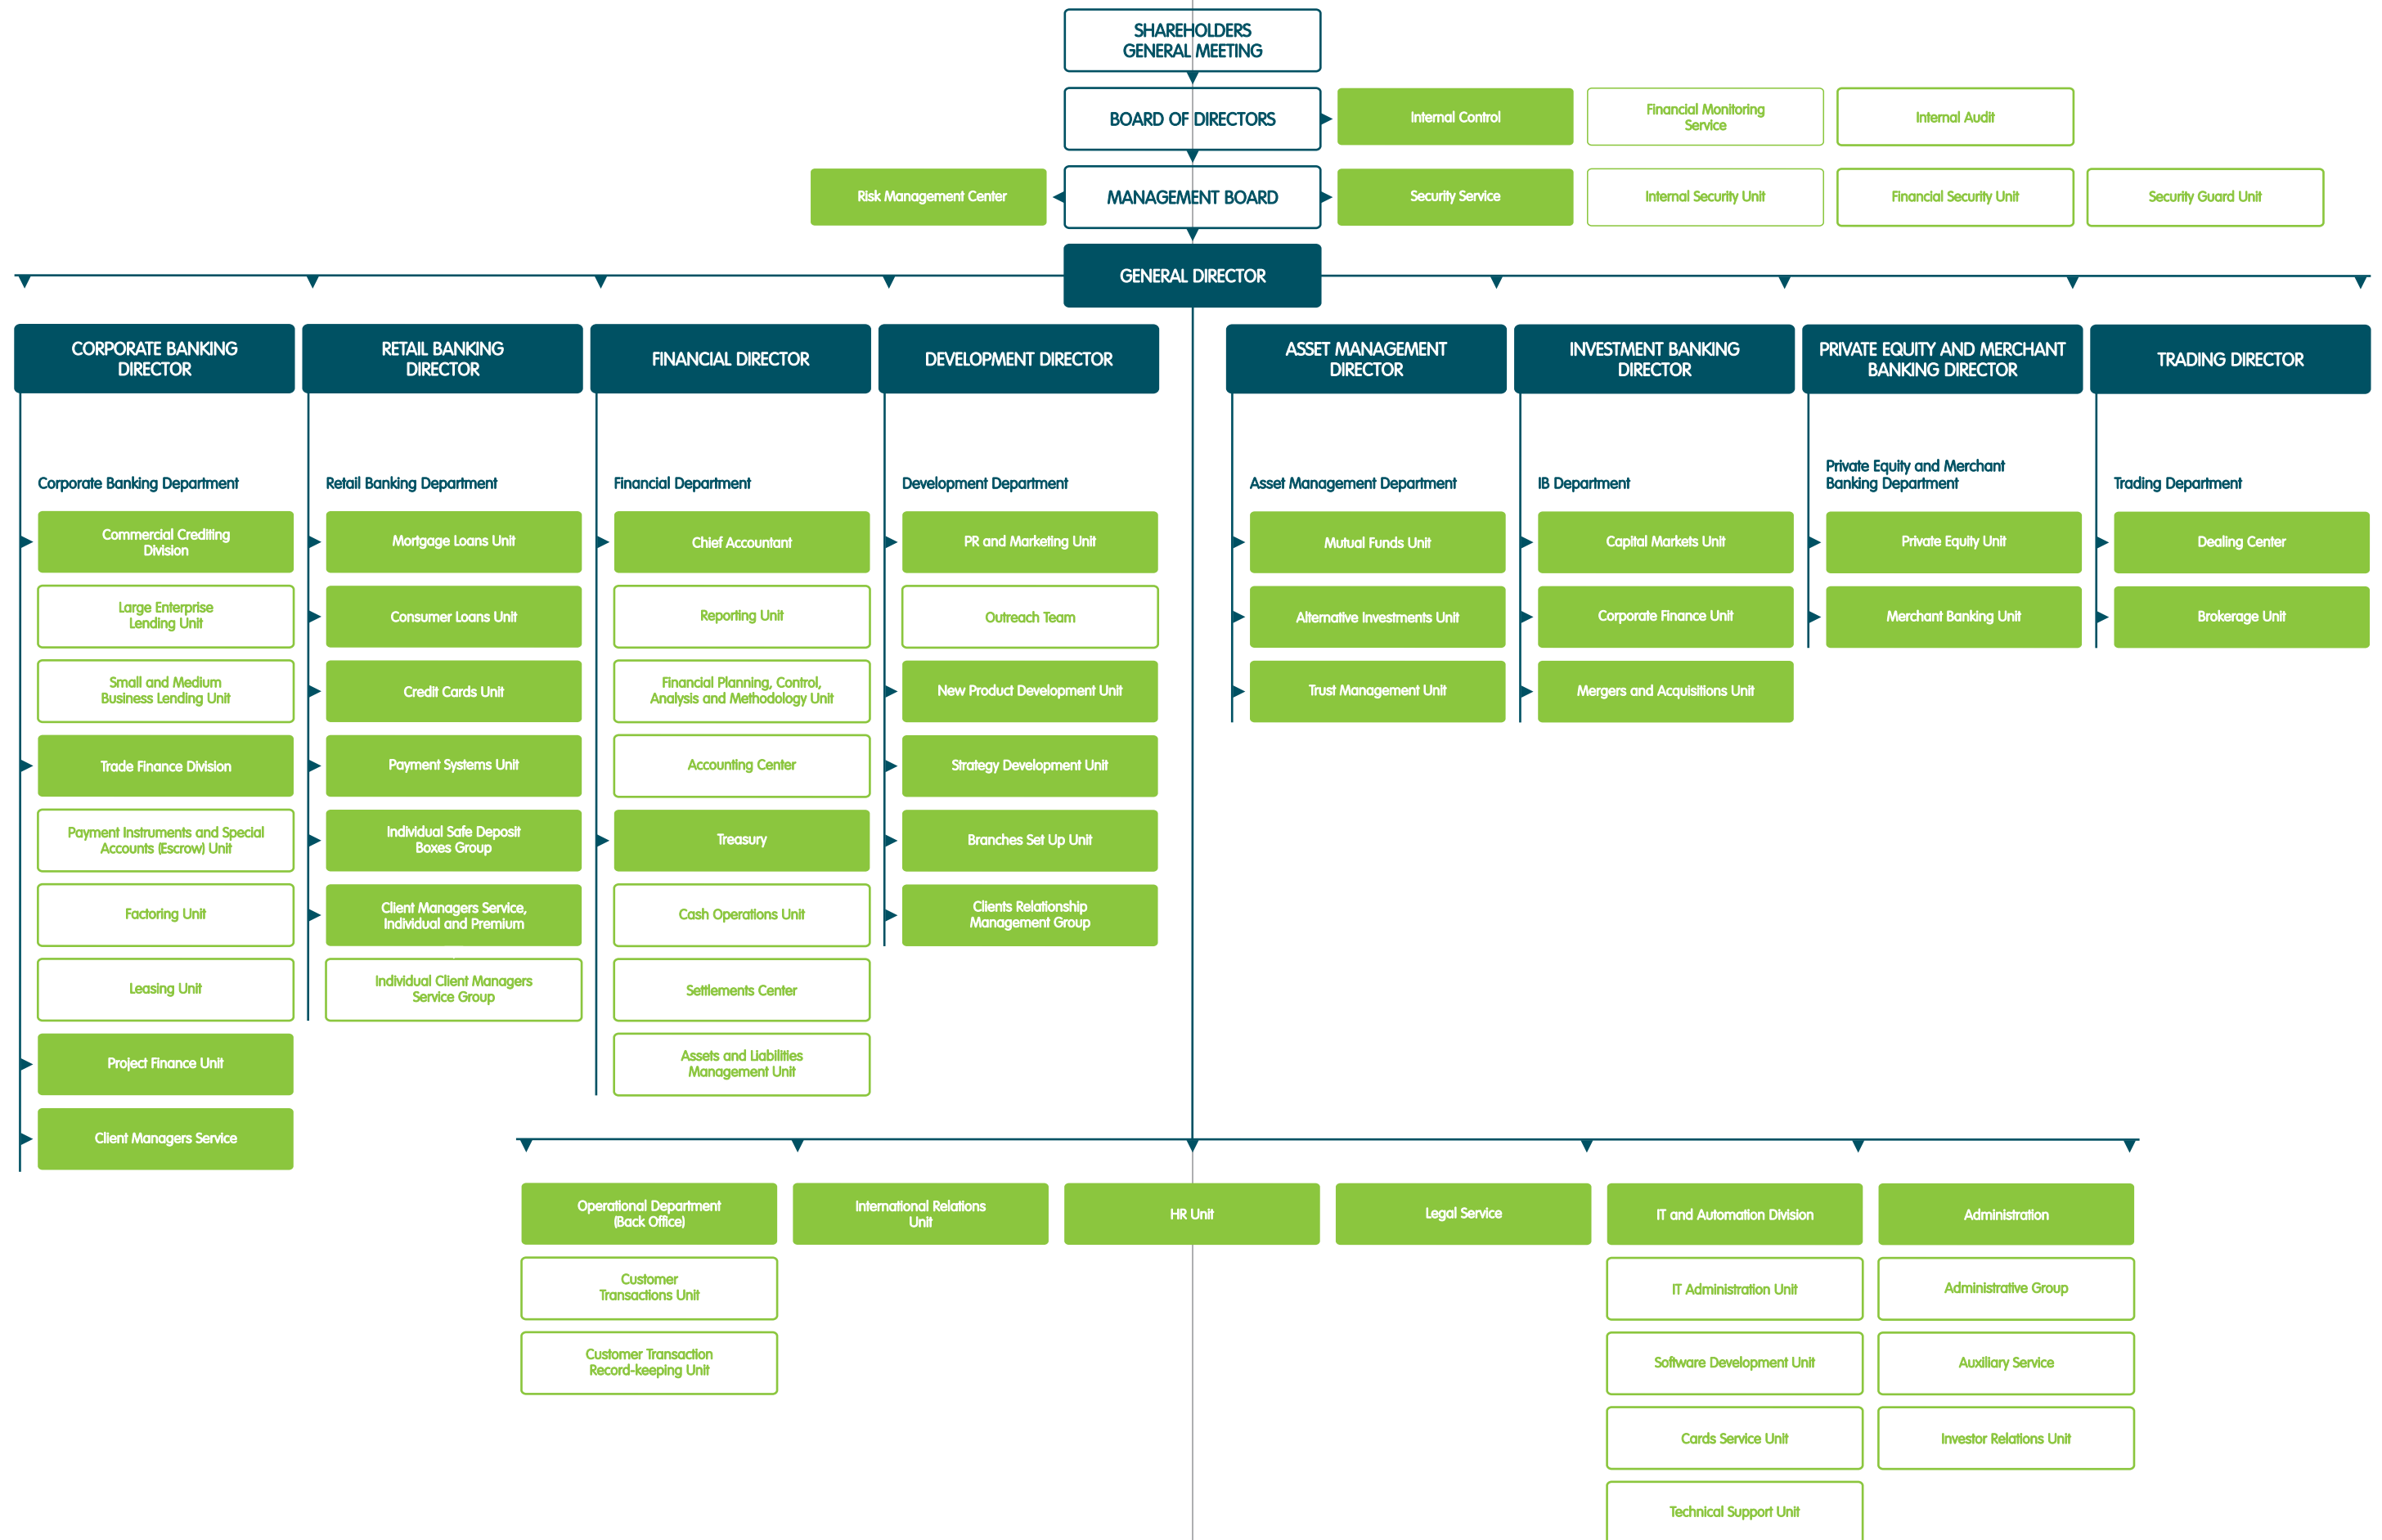 SHAREHOLDERS
GENERAL MEETING
BOARD OF DIRECTORS
Internal Control
Financial Monitoring
Service
Internal Audit
Risk Management Center
MANAGEMENT BOARD
Security Service
Internal Security Unit
Financial Security Unit
Security Guard Unit
GENERAL DIRECTOR
CORPORATE BANKING
DIRECTOR
RETAIL BANKING
DIRECTOR
FINANCIAL DIRECTOR
DEVELOPMENT DIRECTOR
ASSET MANAGEMENT
DIRECTOR
INVESTMENT BANKING
DIRECTOR
PRIVATE EQUITY AND MERCHANT
BANKING DIRECTOR
TRADING DIRECTOR
Corporate Banking Department
Commercial Crediting
Division
Large Enterprise
Lending Unit
Small and Medium
Business Lending Unit
Trade Finance Division
Payment Instruments and Special
Accounts (Escrow) Unit
Factoring Unit
Leasing Unit
Project Finance Unit
Client Managers Service
Retail Banking Department
Mortgage Loans Unit
Consumer Loans Unit
Credit Cards Unit
Payment Systems Unit
Individual Safe Deposit
Boxes Group
Client Managers Service,
Individual and Premium
Individual Client Managers
Service Group
Financial Department
Chief Accountant
Reporting Unit
Financial Planning, Control,
Analysis and Methodology Unit
Accounting Center
Treasury
Cash Operations Unit
Settlements Center
Assets and Liabilities
Management Unit
Development Department
PR and Marketing Unit
Outreach Team
New Product Development Unit
Strategy Development Unit
Branches Set Up Unit
Clients Relationship
Management Group
Asset Management Department
Mutual Funds Unit
Alternative Investments Unit
Trust Management Unit
IB Department
Capital Markets Unit
Corporate Finance Unit
Mergers and Acquisitions Unit
Private Equity and Merchant
Banking Department
Private Equity Unit
Merchant Banking Unit
Trading Department
Dealing Center
Brokerage Unit
Operational Department
(Back Office)
Customer
Transactions Unit
Customer Transaction
Record-keeping Unit
International Relations
Unit
HR Unit
Legal Service
IT and Automation Division
IT Administration Unit
Software Development Unit
Cards Service Unit
Technical Support Unit
Administration
Administrative Group
Auxiliary Service
Investor Relations Unit